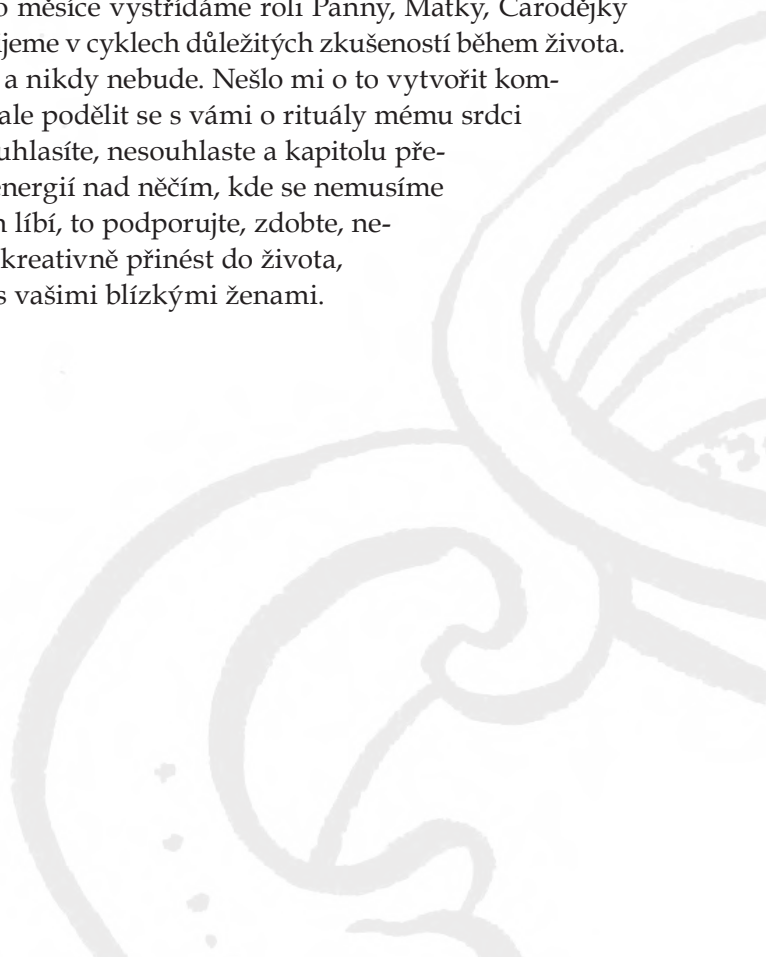 o měsíce vystřídáme roli Panny, Matky, Čarodějky
jeme v cyklech důležitých zkušeností během života.
a nikdy nebude. Nešlo mi o to vytvořit kom-
ale podělit se s vámi o rituály mému srdci
uhlasíte, nesouhlaste a kapitolu pře-
energií nad něčím, kde se nemusíme
líbí, to podporujte, zdobte, ne-
kreativně přinést do života,
s vašimi blízkými ženami.